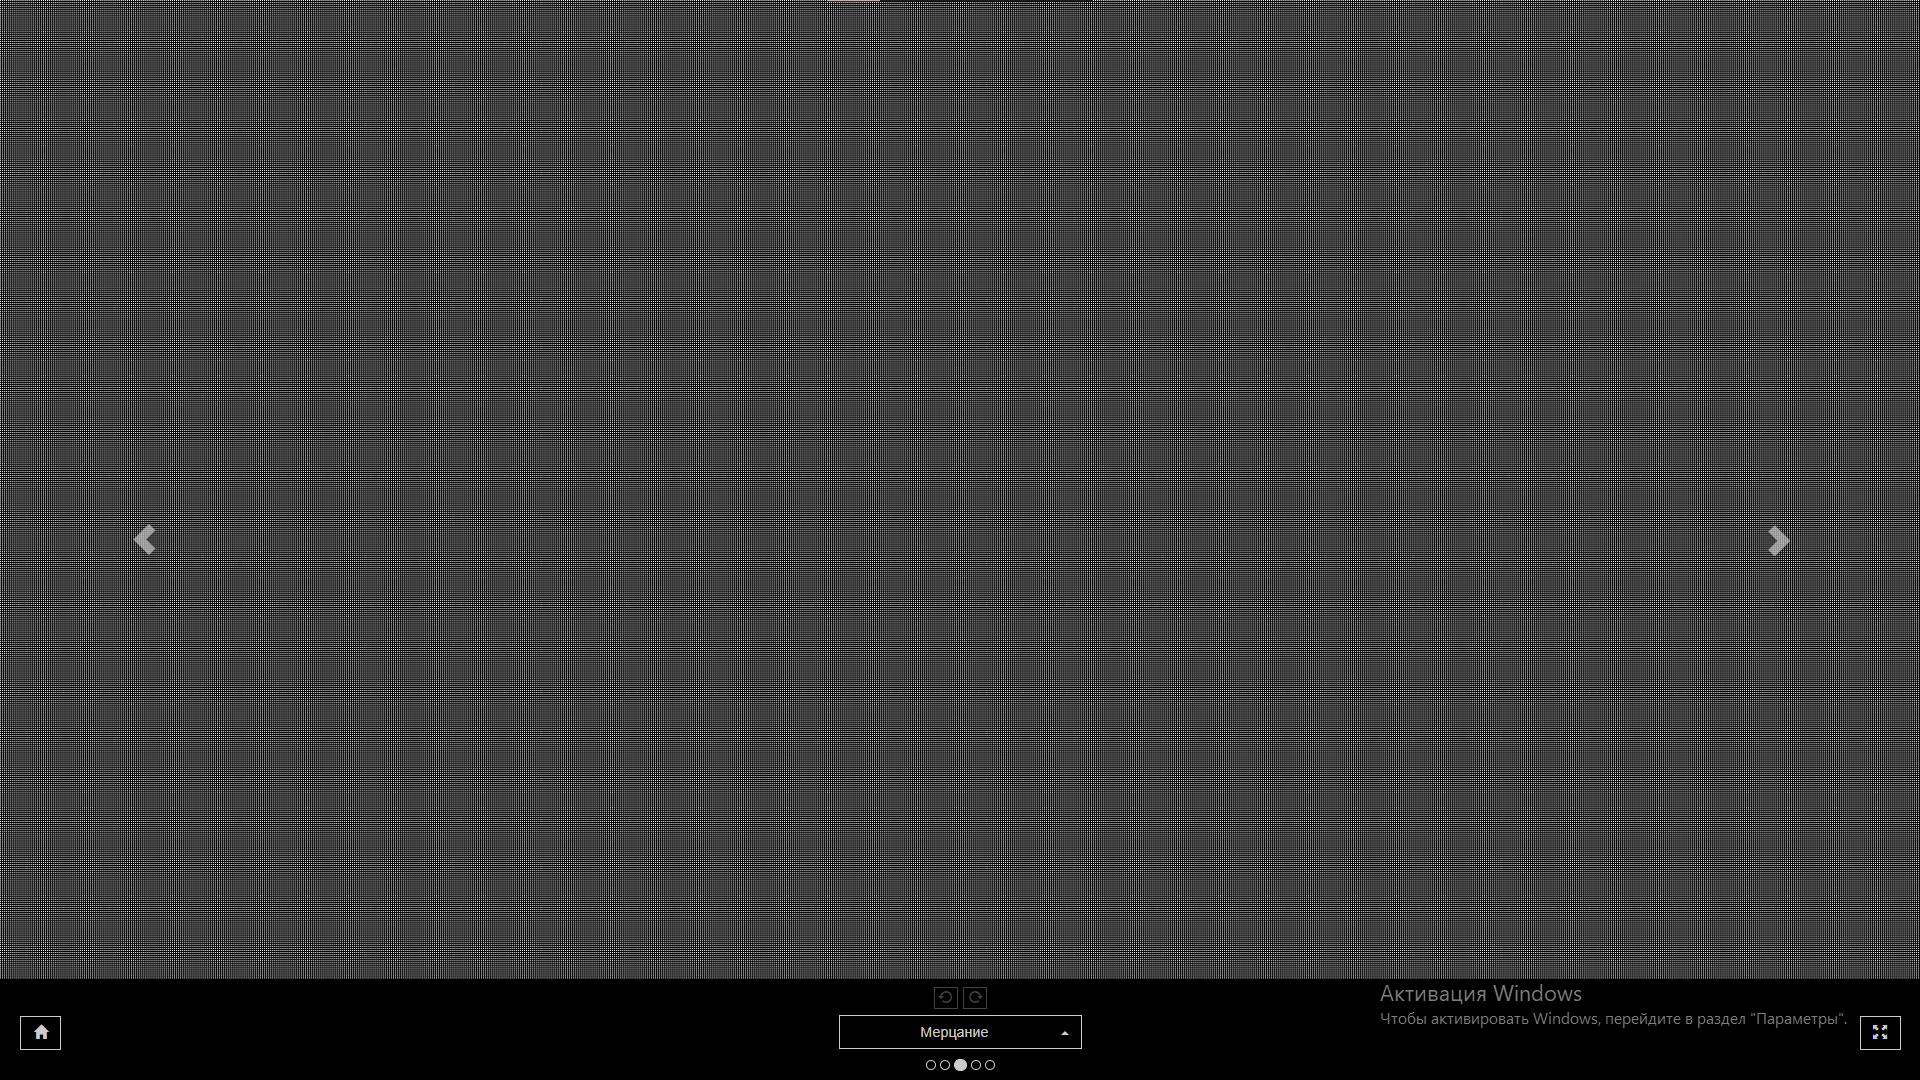 Активация Windows
Чтобы активировать Windows, перейдите в раздел "Параметры".
Мерцание